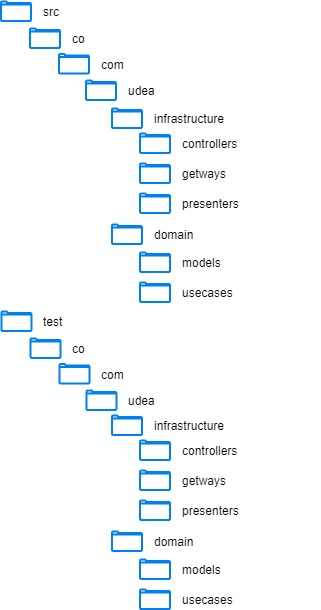 src
co
com
udea
infrastructure
controllers
getways
presenters
domain
models
usecases
test
co
com
udea
infrastructure
controllers
getways
presenters
domain
models
usecases